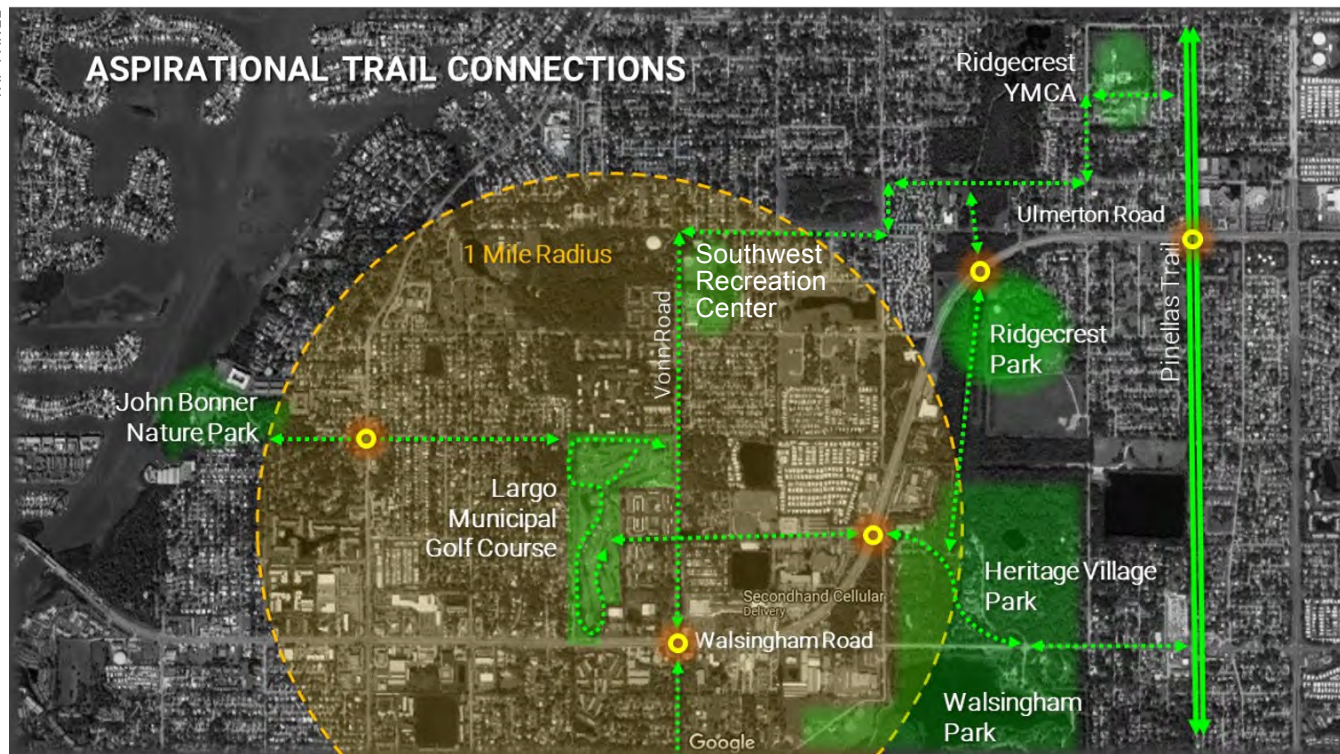 ASPIRATIONAL TRAIL CONNECTIONS
Ridgecrest
YMCA
Ulmerton Road
1 Mile Radius
Southwest
Recreation
Center
Vonn Road
Pinellas Trail
Ridgecrest
Park
John Bonner
Nature Park
Largo
Municipal
Golf Course
Heritage Village
Park
Secondhand Cellular
Delivery
Walsingham Road
Walsingham
Park
Google